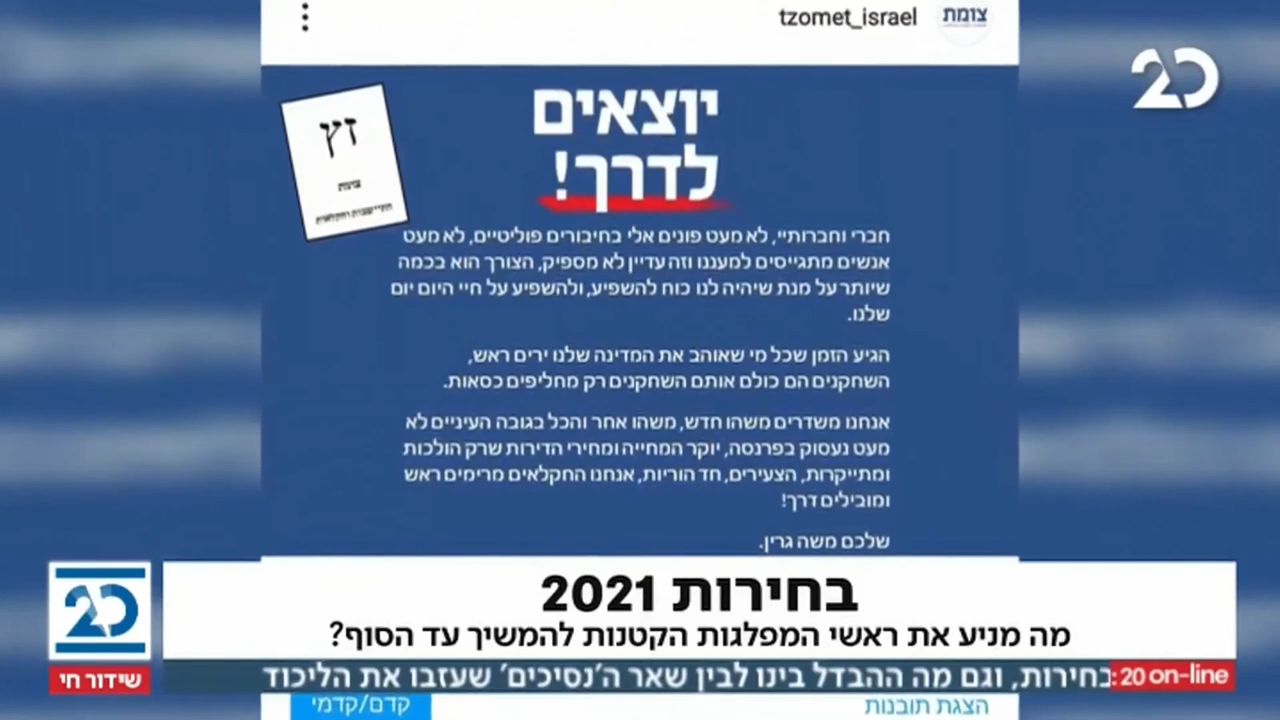 tzomet_israel
צומת
20
יוצאים
לדרך!
זץ
צומת
התיישבות וחקלאות
חברי וחברותיי, לא מעט פונים אלי בחיבורים פוליטיים, לא מעט
אנשים מתגייסים למעננו וזה עדיין לא מספיק, הצורך הוא בכמה
שיותר על מנת שיהיה לנו כוח להשפיע, ולהשפיע על חיי היום יום
שלנו.
הגיע הזמן שכל מי שאוהב את המדינה שלנו ירים ראש,
השחקנים הם כולם אותם השחקנים רק מחליפים כסאות.
אנחנו משדרים משהו חדש, משהו אחר והכל בגובה העיניים לא
מעט נעסוק בפרנסה, יוקר המחייה ומחירי הדירות שרק הולכות
ומתייקרות, הצעירים, חד הוריות, אנחנו החקלאים מרימים ראש
ומובילים דרך!
שלכם משה גרין.
20
בחירות 2021
מה מניע את ראשי המפלגות הקטנות להמשיך עד הסוף?
שידור חי
20 on-line: בחירות, וגם מה ההבדל בינו לבין שאר ה'נסיכים' שעזבו את הליכוד
הצגת תובנות
קדם/קדמי